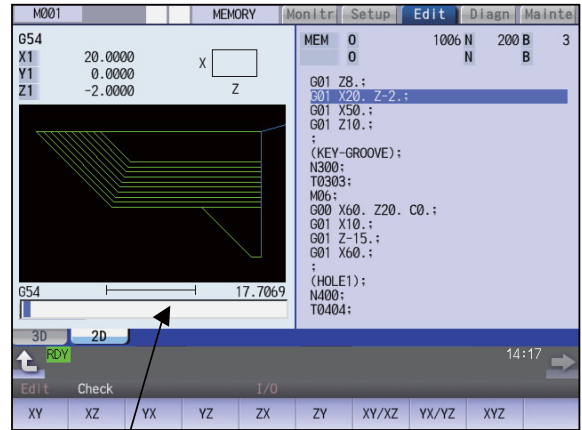 M001 MEMORY Monitr Setup Edit Diagn Mainte
G54
X1 20.0000
Y1 0.0000
Z1 -2.0000
X
Z
G54 17.7069
MEM O 1006 N 200 B 3
O N B
G01 Z8.;
G01 X20. Z-2.;
G01 X50.;
G01 Z10.;
;
(KEY-GROOVE);
N300;
T0303;
M06;
G00 X60. Z20. C0.;
G01 X10.;
G01 Z-15.;
G01 X60.;
;
(HOLE1);
N400;
T0404;
3D 2D
RDY 14:17
Edit Check I/O
XY XZ YX YZ ZX ZY XY/XZ YX/YZ XYZ